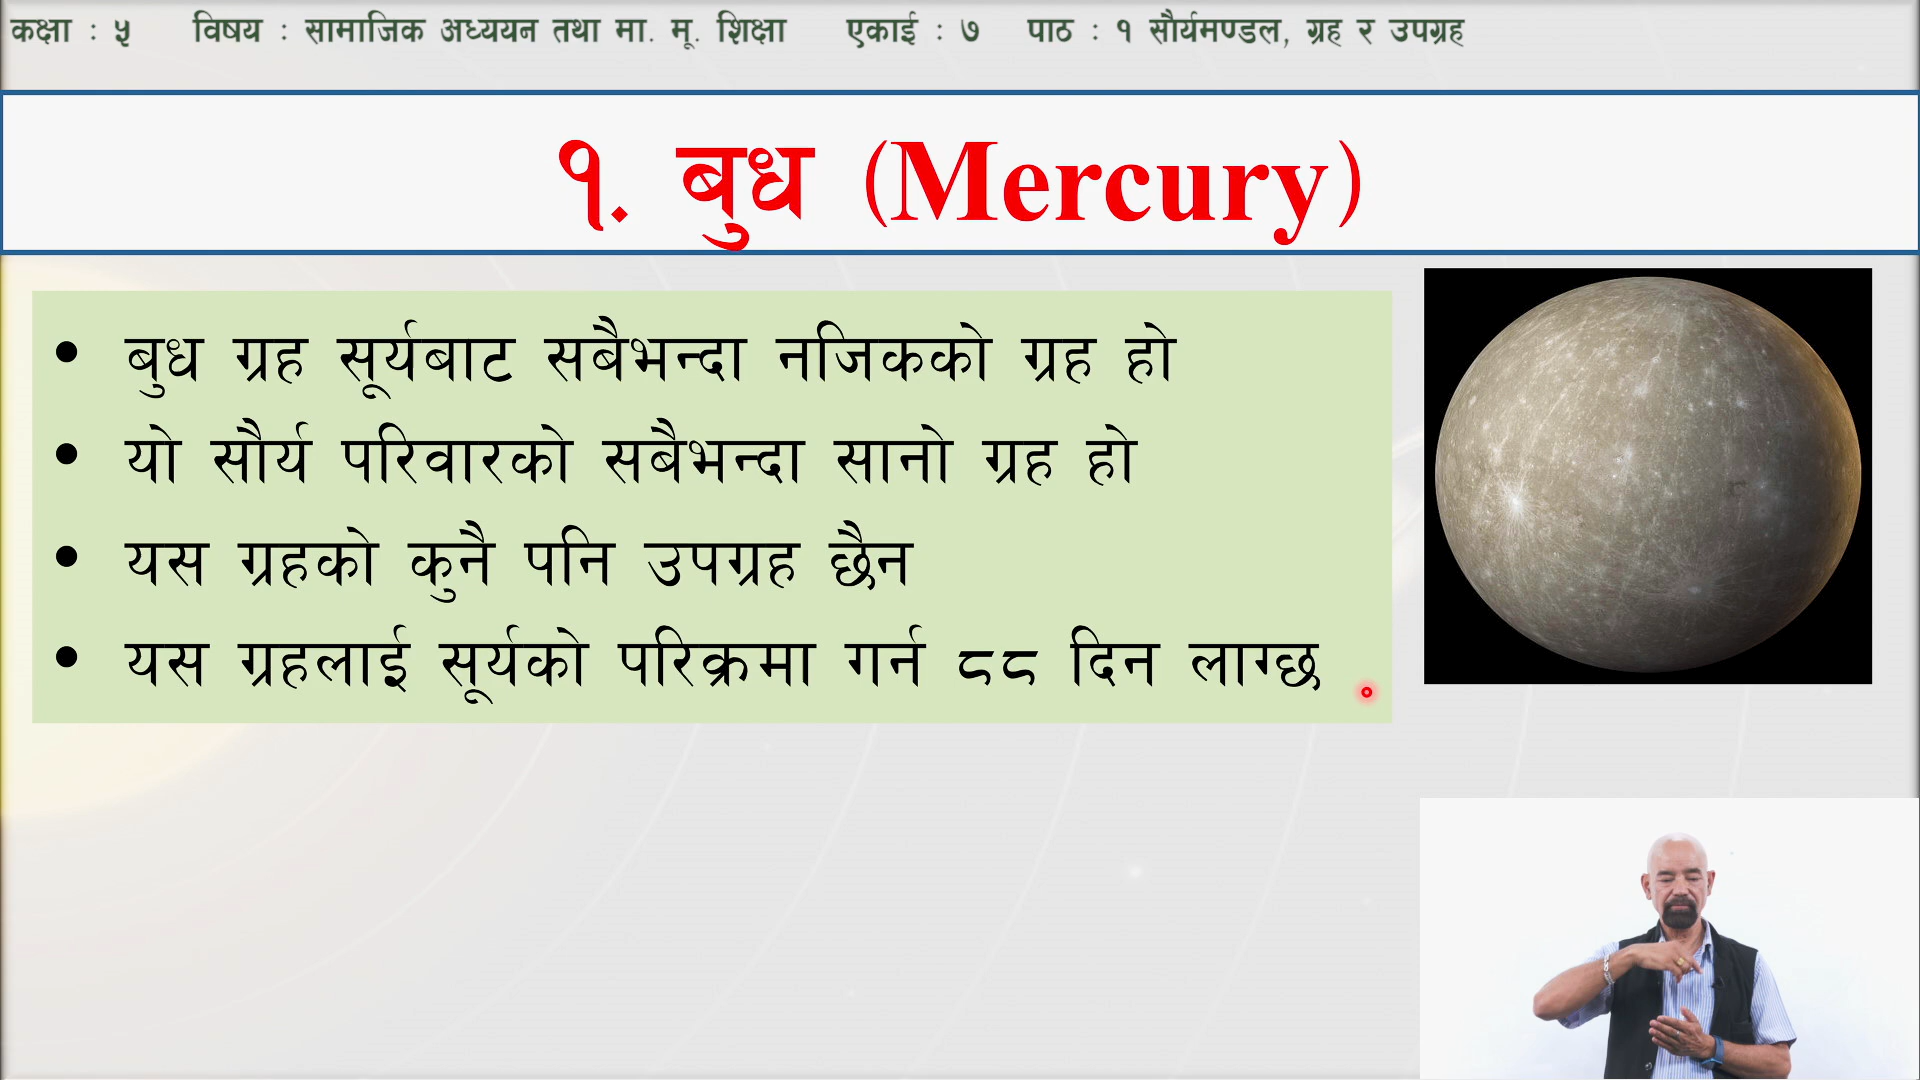 कक्षा : ५ विषय : सामाजिक अध्ययन तथा मा. मू. शिक्षा एकाई : ७ पाठ : १ सौर्यमण्डल, ग्रह र उपग्रह
१. बुध (Mercury)
• बुध ग्रह सूर्यबाट सबैभन्दा नजिकको ग्रह हो
• यो सौर्य परिवारको सबैभन्दा सानो ग्रह हो
• यस ग्रहको कुनै पनि उपग्रह छैन
• यस ग्रहलाई सूर्यको परिक्रमा गर्न ८८ दिन लाग्छ